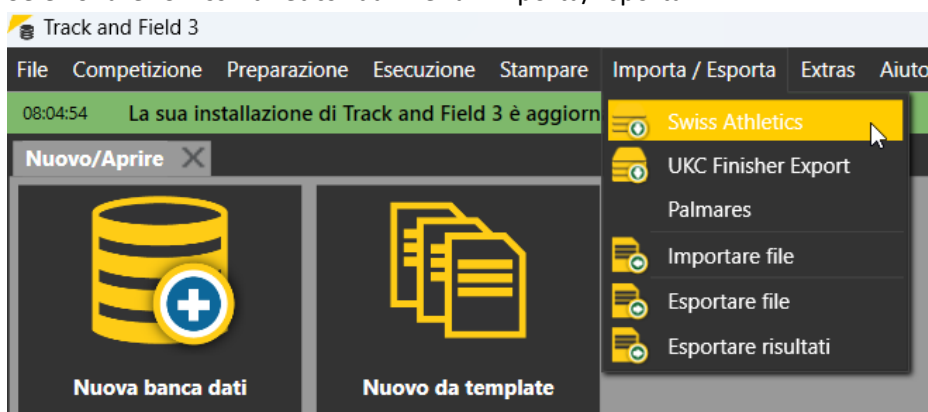 Track and Field 3
File Competizione Preparazione Esecuzione Stampare Importa / Esporta Extras Aiuto
08:04:54 La sua installazione di Track and Field 3 è aggiorn
Nuovo/Aprire
Swiss Athletics
UKC Finisher Export
Palmares
Importare file
Esportare file
Esportare risultati
Nuova banca dati
Nuovo da template